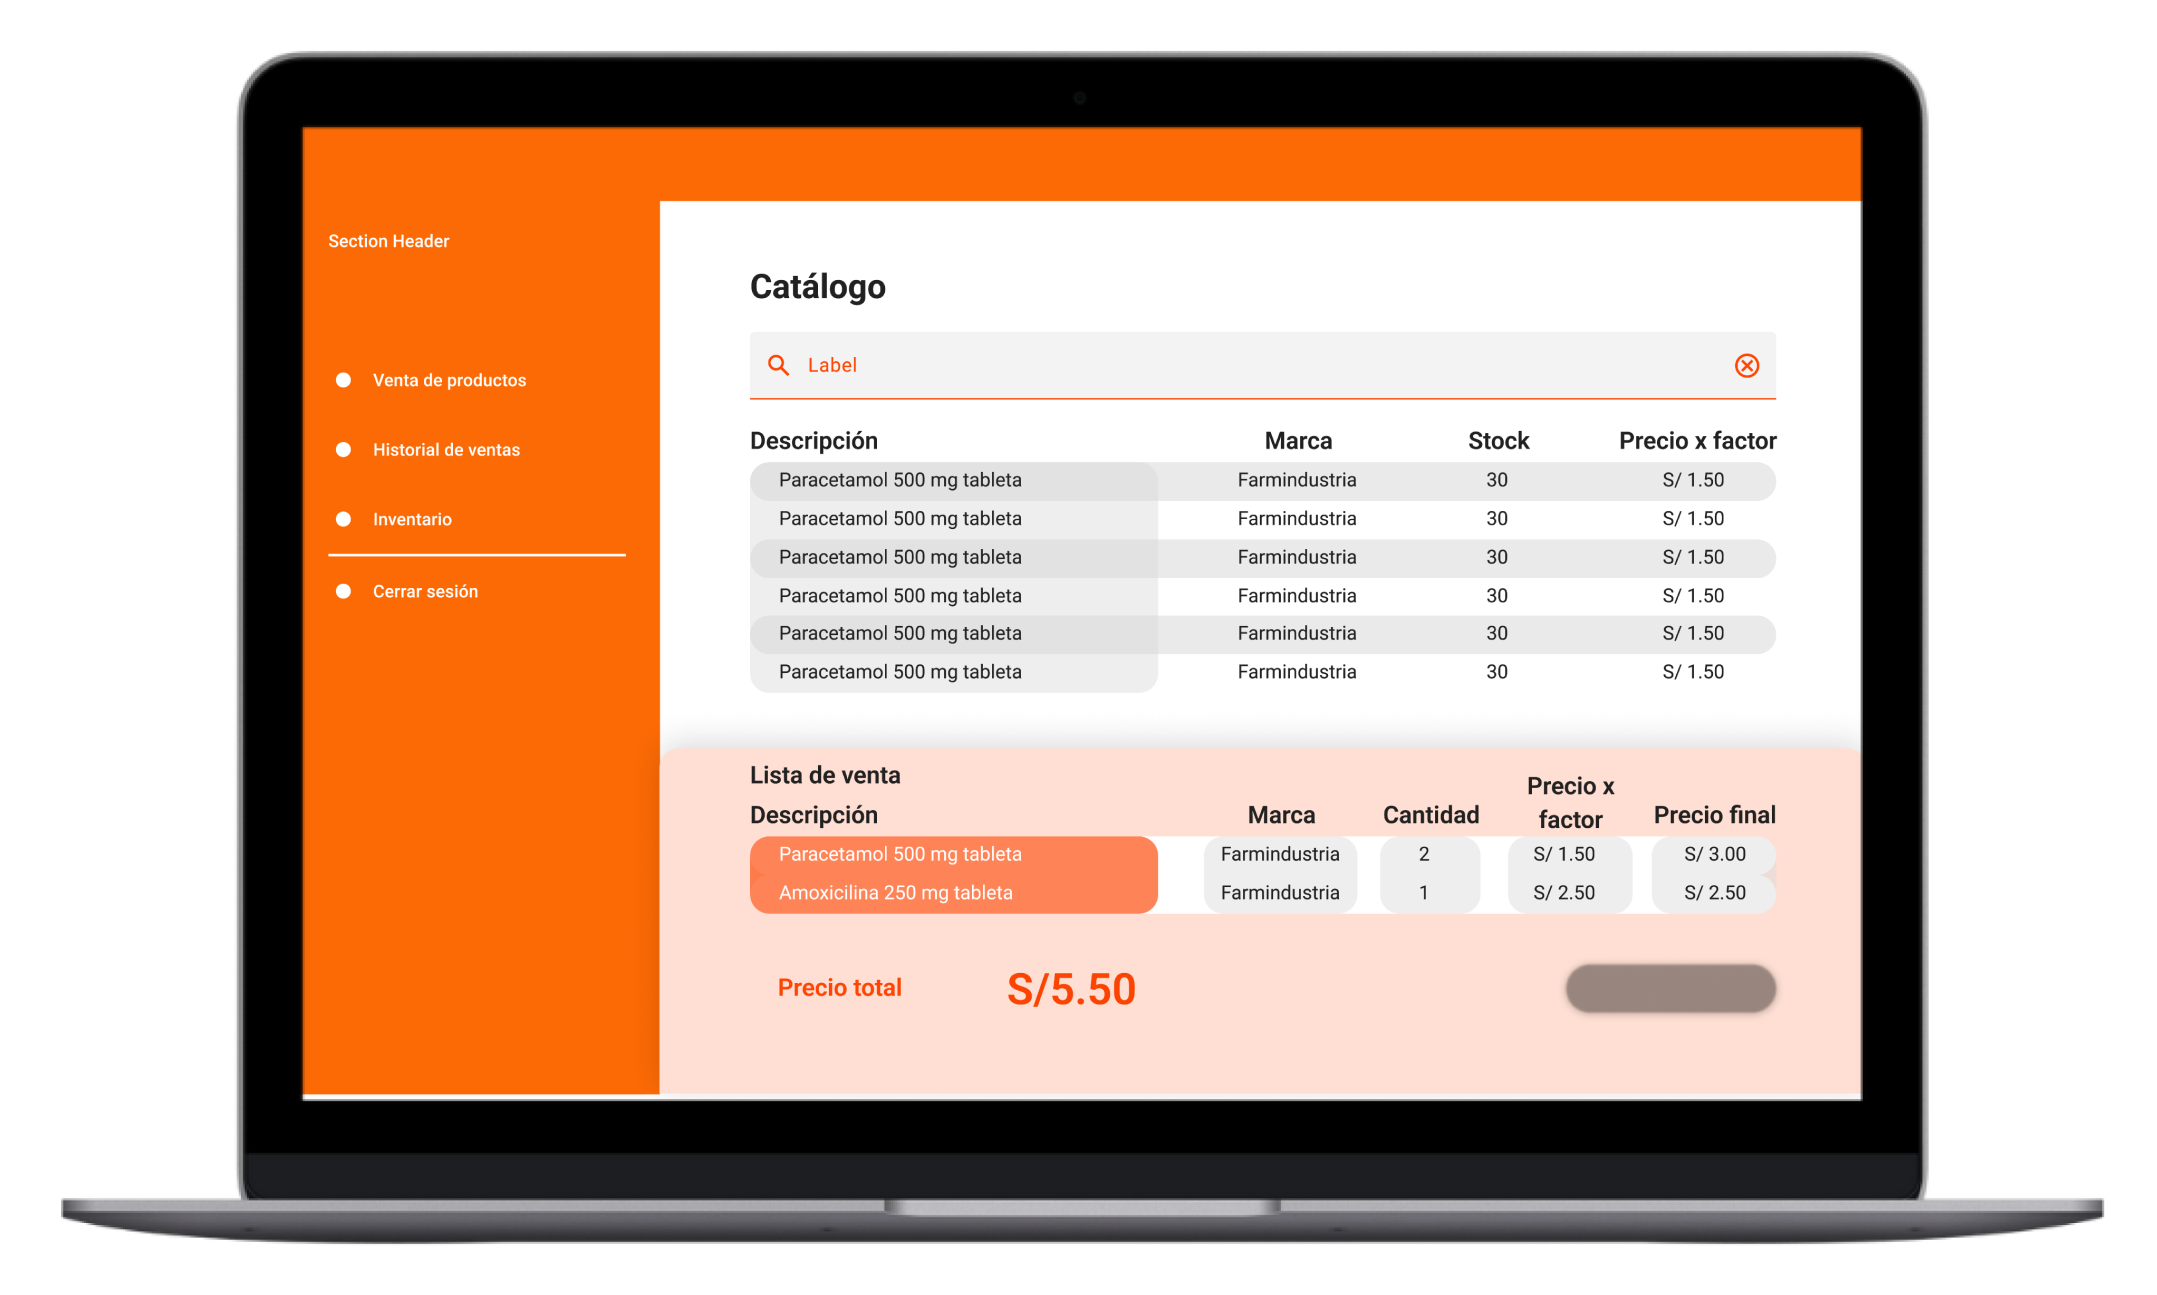 Section Header
Venta de productos
Historial de ventas
Inventario
Cerrar sesión
Catálogo
Label
Descripción Marca Stock Precio x factor
Paracetamol 500 mg tableta Farmindustria 30 S/ 1.50
Paracetamol 500 mg tableta Farmindustria 30 S/ 1.50
Paracetamol 500 mg tableta Farmindustria 30 S/ 1.50
Paracetamol 500 mg tableta Farmindustria 30 S/ 1.50
Paracetamol 500 mg tableta Farmindustria 30 S/ 1.50
Paracetamol 500 mg tableta Farmindustria 30 S/ 1.50
Lista de venta
Descripción Marca Cantidad Precio x factor Precio final
Paracetamol 500 mg tableta Farmindustria 2 S/ 1.50 S/ 3.00
Amoxicilina 250 mg tableta Farmindustria 1 S/ 2.50 S/ 2.50
Precio total S/5.50